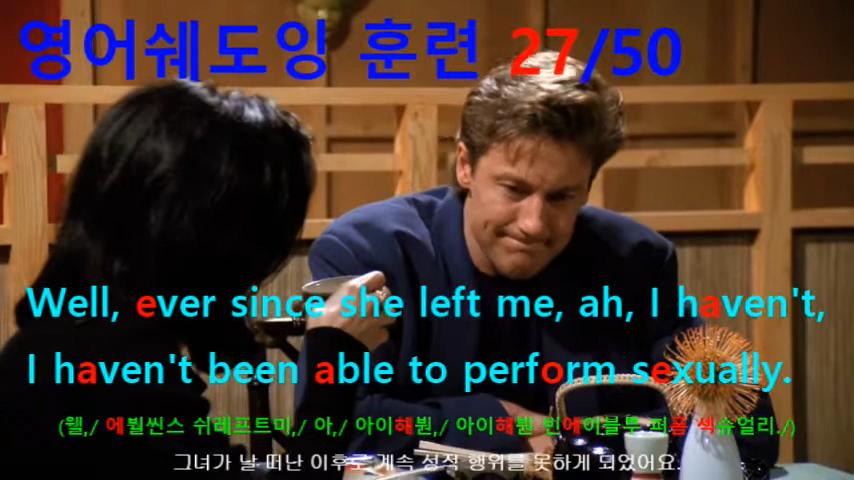 영어쉐도잉 훈련 27/50
Well, ever since she left me, ah, I haven't,
I haven't been able to perform sexually.
(웰,/ 에붤씬스 쉬레프트미,/ 아,/ 아이해붠,/ 아이해붠 빈에이블투 퍼폼 섹슈얼리./)
그녀가 날 떠난 이후로 계속 성적 행위를 못하게 되었어요.